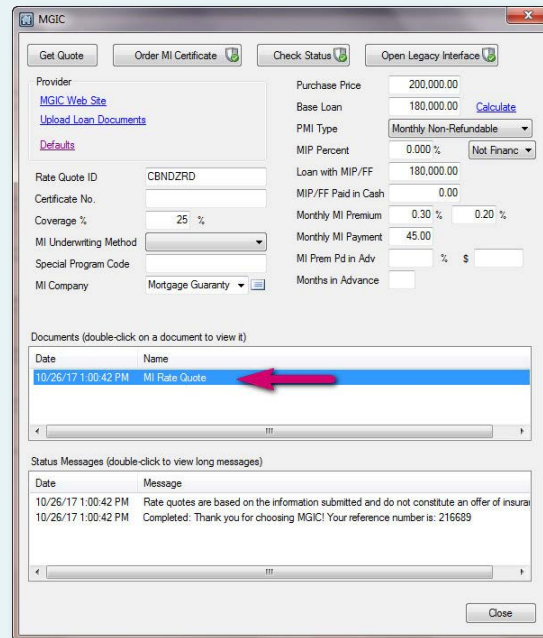 MGIC
Get Quote
Order MI Certificate
Check Status
Open Legacy Interface
Provider
MGIC Web Site
Upload Loan Documents
Defaults
Rate Quote ID CBNDZRD
Certificate No.
Coverage % 25 %
MI Underwriting Method
Special Program Code
MI Company Mortgage Guaranty
Purchase Price 200,000.00
Base Loan 180,000.00 Calculate
PMI Type Monthly Non-Refundable
MIP Percent 0.000 % Not Financ
Loan with MIP/FF 180,000.00
MIP/FF Paid in Cash 0.00
Monthly MI Premium 0.30 % 0.20 %
Monthly MI Payment 45.00
MI Prem Pd in Adv % $
Months in Advance
Documents (double-click on a document to view it)
Date Name
10/26/17 1:00:42 PM MI Rate Quote
Status Messages (double-click to view long messages)
Date Message
10/26/17 1:00:42 PM Rate quotes are based on the information submitted and do not constitute an offer of insurar
10/26/17 1:00:42 PM Completed: Thank you for choosing MGIC! Your reference number is: 216689
Close